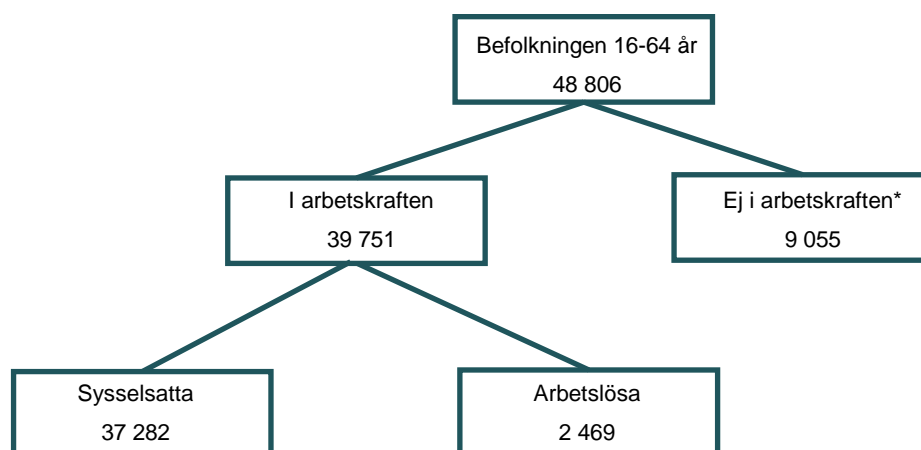 Befolkningen 16-64 år
48 806
I arbetskraften
39 751
Ej i arbetskraften*
9 055
Sysselsatta
37 282
Arbetslösa
2 469